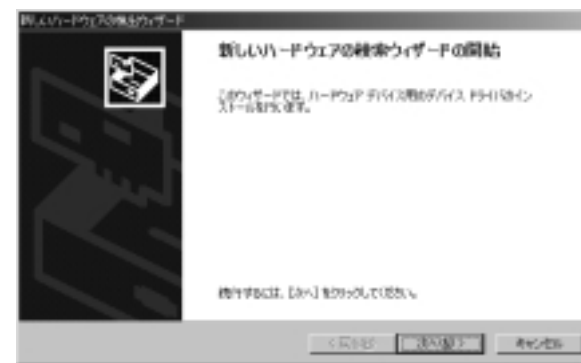 新しいハードウェアの検索ウィザード
新しいハードウェアの検索ウィザードの開始
このウィザードでは、ハードウェア デバイス用のデバイス ドライバのイン
ストールを行います。
続行するには、[次へ] をクリックしてください。
< 戻る(B)
次へ(N) >
キャンセル